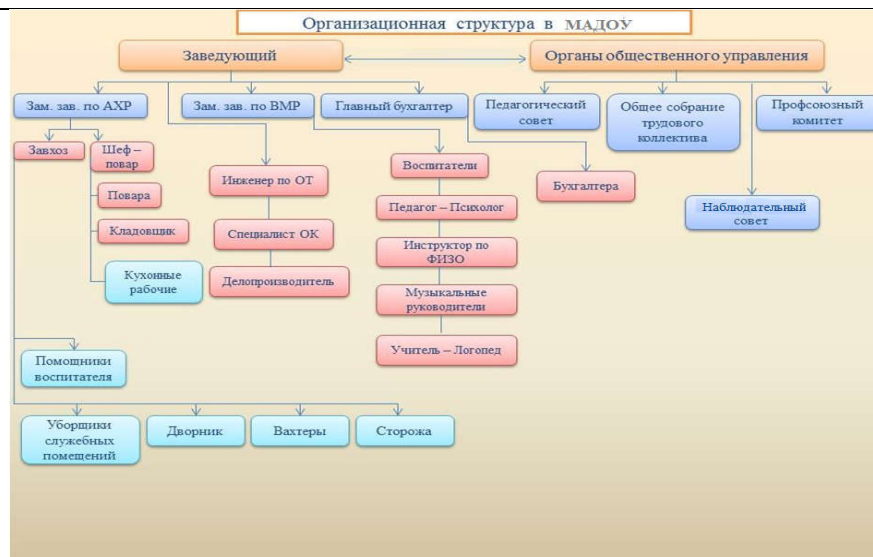 Организационная структура в МАДОУ
Заведующий
Органы общественного управления
Зам. зав. по АХР
Зам. зав. по ВМР
Главный бухгалтер
Педагогический
совет
Общее собрание
трудового
коллектива
Профсоюзный
комитет
Завхоз
Шеф –
повар
Повара
Кладовщик
Кухонные
рабочие
Инженер по ОТ
Специалист ОК
Делопроизводитель
Воспитатели
Педагог – Психолог
Инструктор по
ФИЗО
Музыкальные
руководители
Учитель – Логопед
Бухгалтера
Наблюдательный
совет
Помощники
воспитателя
Уборщики
служебных
помещений
Дворник
Вахтеры
Сторожа